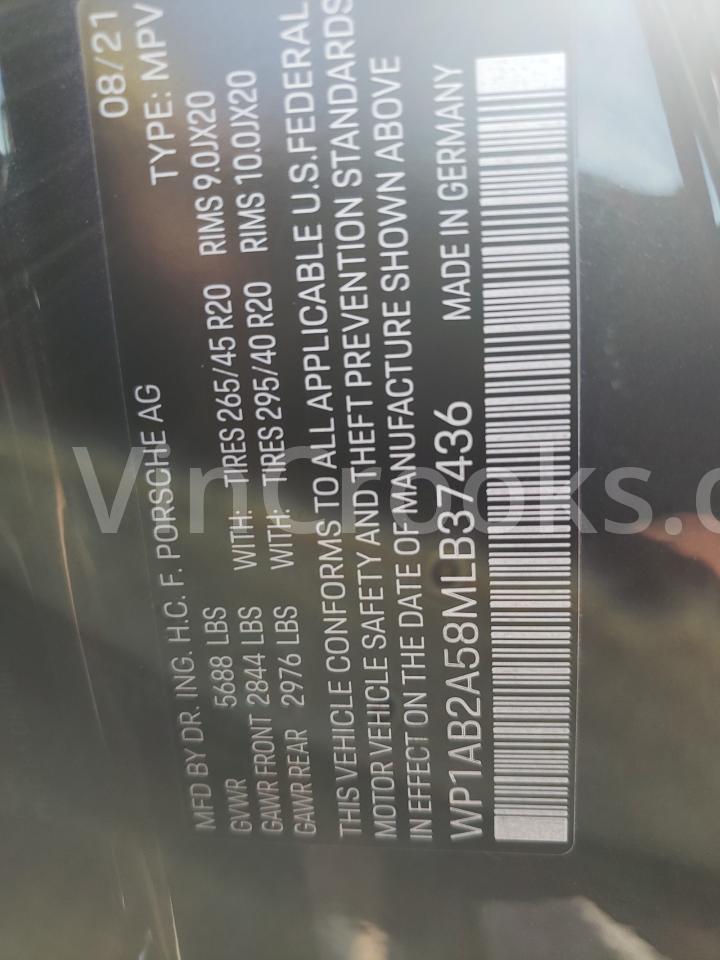 08/21
MFD BY DR. ING. H.C. F. PORSCHE AG TYPE: MPV
GVWR 5688 LBS
GAWR FRONT 2844 LBS WITH: TIRES 265/45 R20 RIMS 9.0JX20
GAWR REAR 2976 LBS WITH: TIRES 295/40 R20 RIMS 10.0JX20
THIS VEHICLE CONFORMS TO ALL APPLICABLE U.S.FEDERAL
MOTOR VEHICLE SAFETY AND THEFT PREVENTION STANDARDS
IN EFFECT ON THE DATE OF MANUFACTURE SHOWN ABOVE
WP1AB2A58MLB37436 MADE IN GERMANY
VinCrooks.c